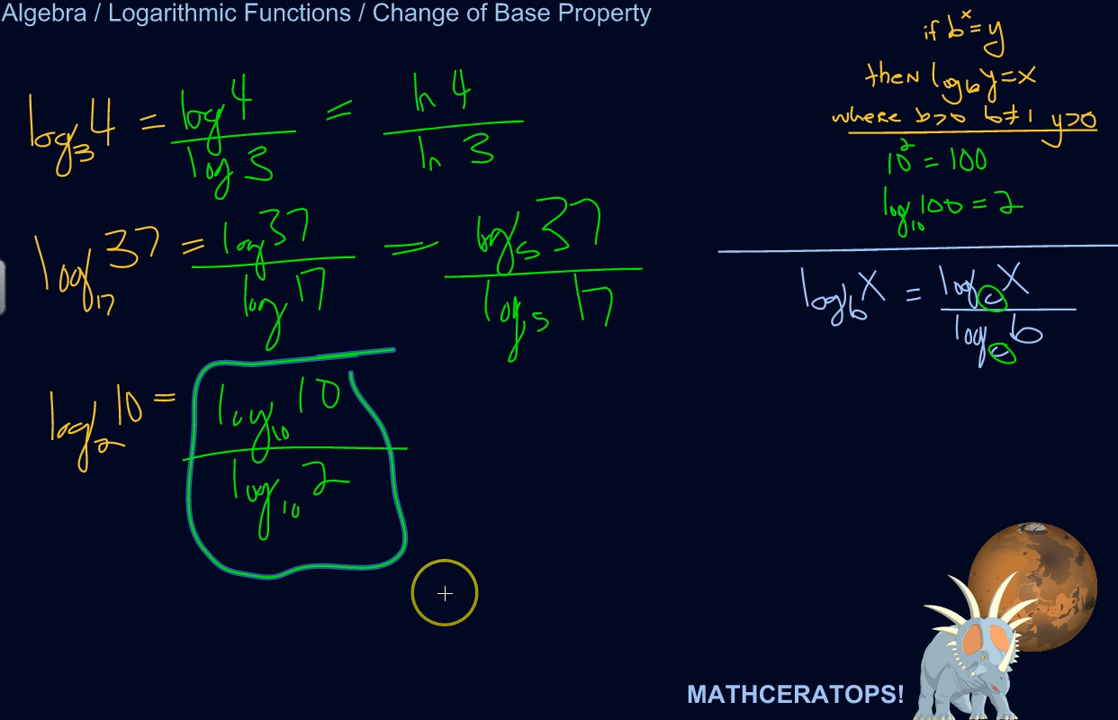 Algebra / Logarithmic Functions / Change of Base Property
if b^x = y
then log_b y = x
where b>0 b≠1 y>0
10^2 = 100
log_10 100 = 2
log_b x = log_c x / log_c b
log_3 4 = log 4 / log 3 = ln 4 / ln 3
log_17 37 = log 37 / log 17 = log_5 37 / log_5 17
log_2 10 = log_10 10 / log_10 2
MATHCERATOPS!